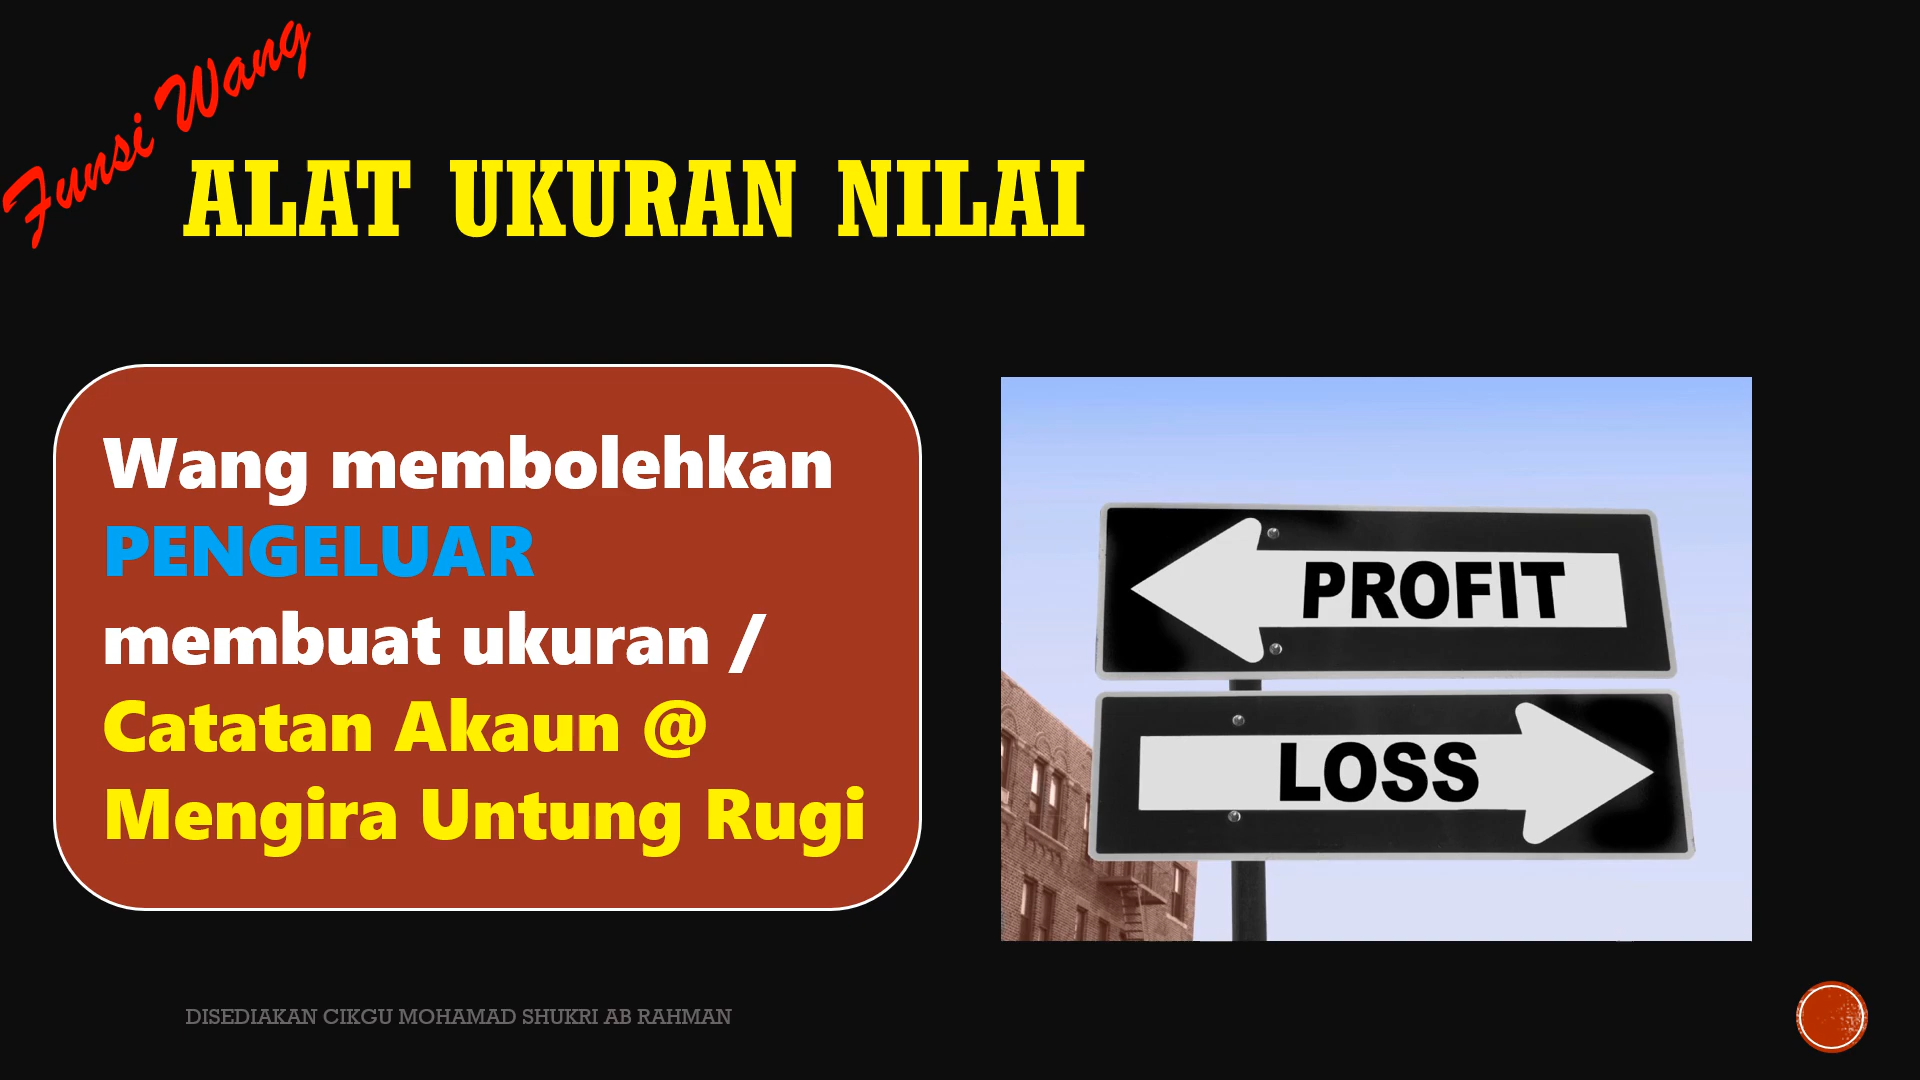 Funsi Wang
ALAT UKURAN NILAI
Wang membolehkan
PENGELUAR
membuat ukuran /
Catatan Akaun @
Mengira Untung Rugi
PROFIT
LOSS
DISEDIAKAN CIKGU MOHAMAD SHUKRI AB RAHMAN